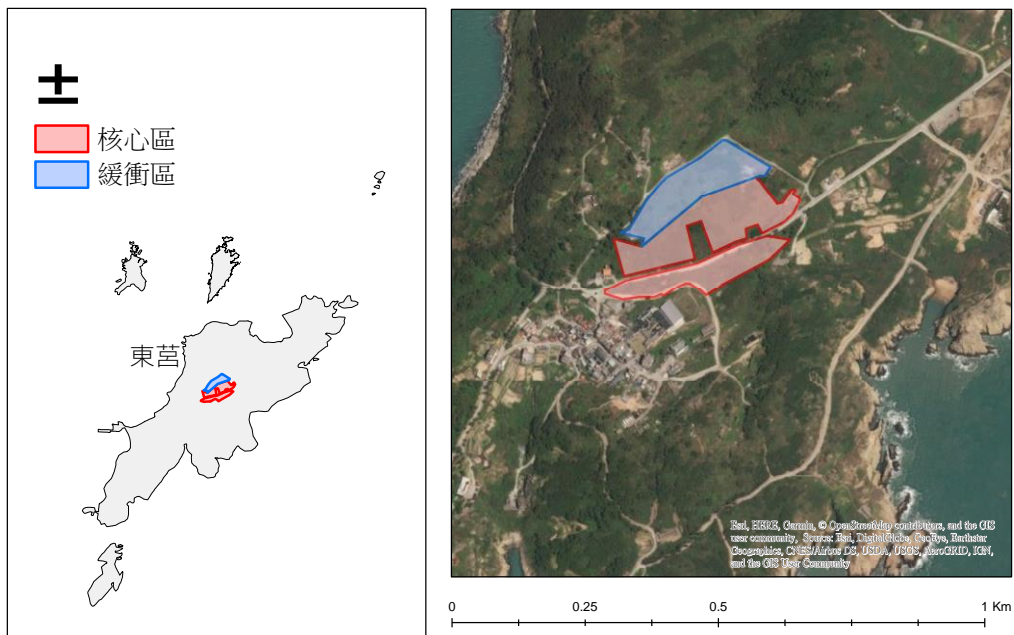 ±
核心區
緩衝區
東莒
Esri, HERE, Garmin, © OpenStreetMap contributors, and the GIS
user community, Source: Esri, DigitalGlobe, GeoEye, Earthstar
Geographics, CNES/Airbus DS, USDA, USGS, AeroGRID, IGN,
and the GIS User Community
0 0.25 0.5 1 Km